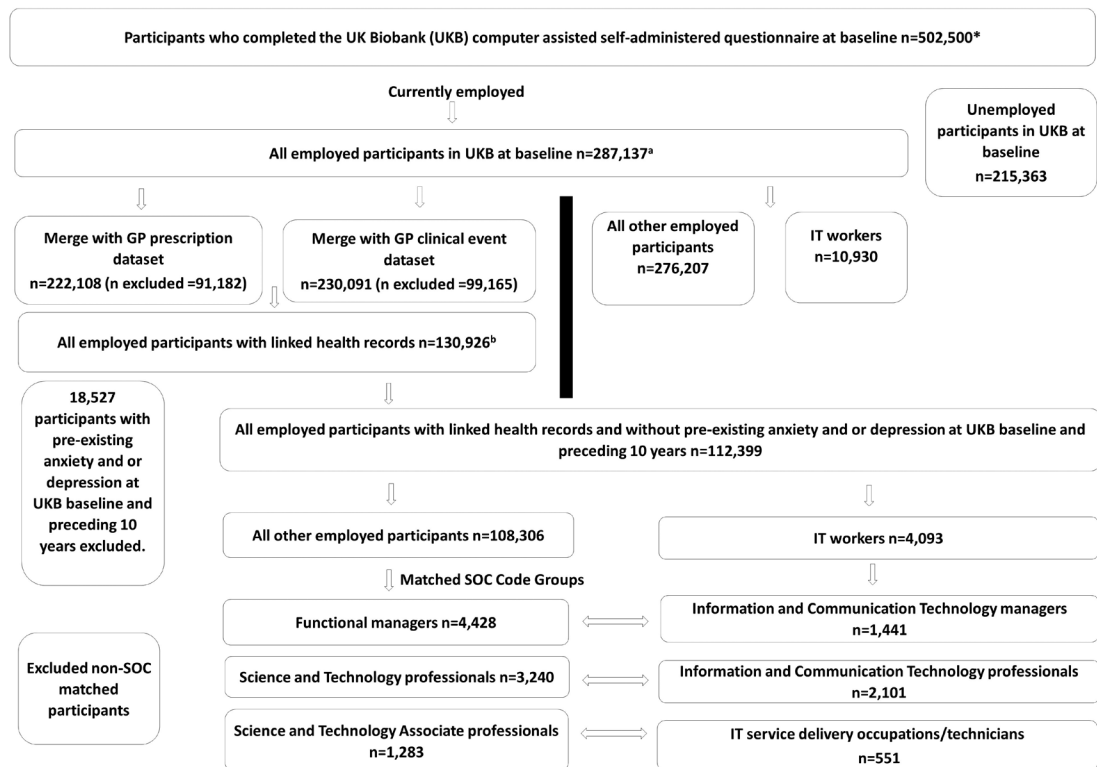 Participants who completed the UK Biobank (UKB) computer assisted self-administered questionnaire at baseline n=502,500*
Currently employed
Unemployed
participants in UKB at
baseline
n=215,363
All employed participants in UKB at baseline n=287,137ᵃ
Merge with GP prescription
dataset
n=222,108 (n excluded =91,182)
Merge with GP clinical event
dataset
n=230,091 (n excluded =99,165)
All other employed
participants
n=276,207
IT workers
n=10,930
All employed participants with linked health records n=130,926ᵇ
18,527
participants with
pre-existing
anxiety and or
depression at
UKB baseline and
preceding 10
years excluded.
All employed participants with linked health records and without pre-existing anxiety and or depression at UKB baseline and
preceding 10 years n=112,399
All other employed participants n=108,306
IT workers n=4,093
Matched SOC Code Groups
Functional managers n=4,428
Information and Communication Technology managers
n=1,441
Excluded non-SOC
matched
participants
Science and Technology professionals n=3,240
Information and Communication Technology professionals
n=2,101
Science and Technology Associate professionals
n=1,283
IT service delivery occupations/technicians
n=551